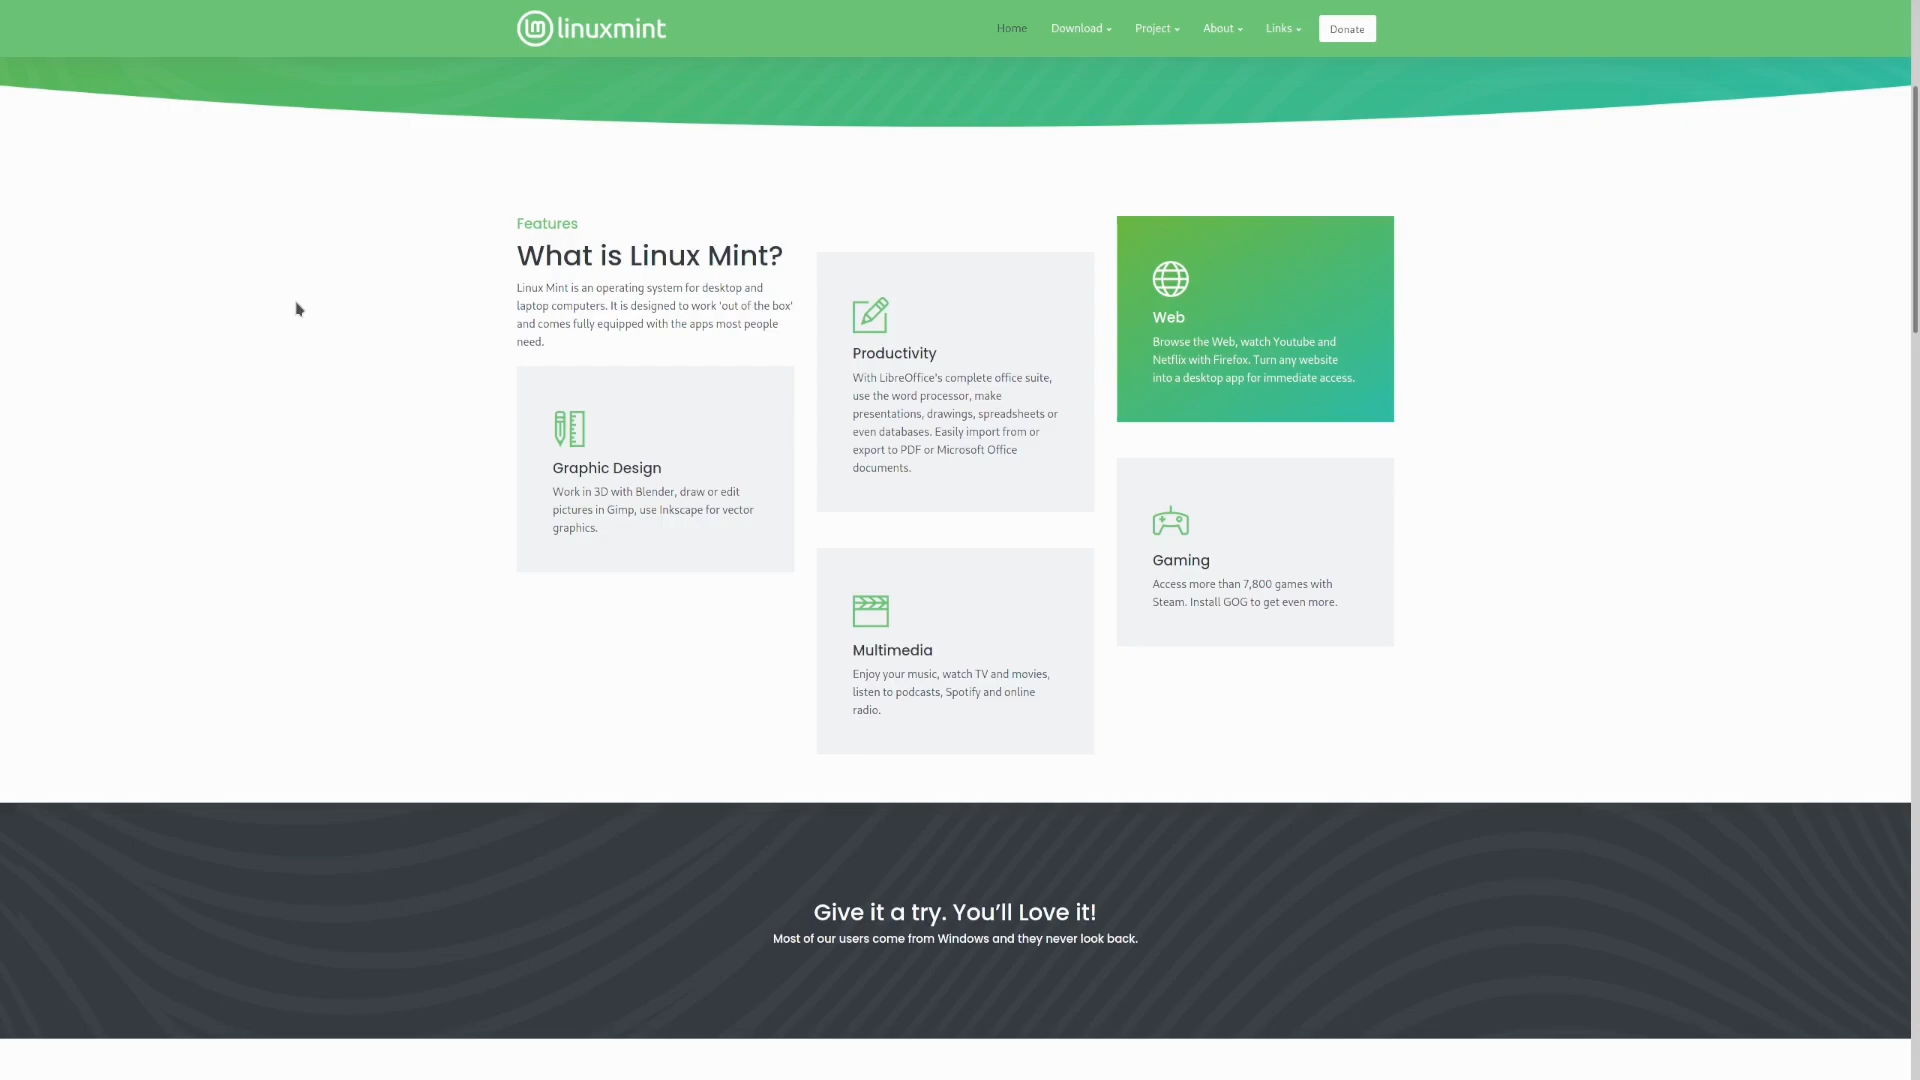 linuxmint
Home
Download
Project
About
Links
Donate
Features
What is Linux Mint?
Linux Mint is an operating system for desktop and
laptop computers. It is designed to work 'out of the box'
and comes fully equipped with the apps most people
need.
Graphic Design
Work in 3D with Blender, draw or edit
pictures in Gimp, use Inkscape for vector
graphics.
Productivity
With LibreOffice's complete office suite,
use the word processor, make
presentations, drawings, spreadsheets or
even databases. Easily import from or
export to PDF or Microsoft Office
documents.
Multimedia
Enjoy your music, watch TV and movies,
listen to podcasts, Spotify and online
radio.
Web
Browse the Web, watch Youtube and
Netflix with Firefox. Turn any website
into a desktop app for immediate access.
Gaming
Access more than 7,800 games with
Steam. Install GOG to get even more.
Give it a try. You’ll Love it!
Most of our users come from Windows and they never look back.